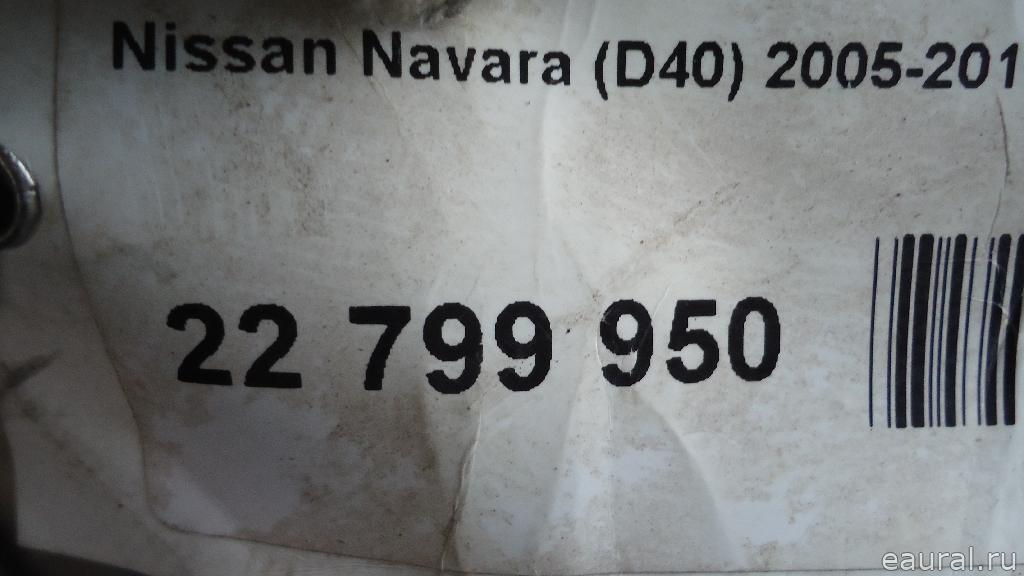 Nissan Navara (D40) 2005-201
22 799 950
eaural.ru